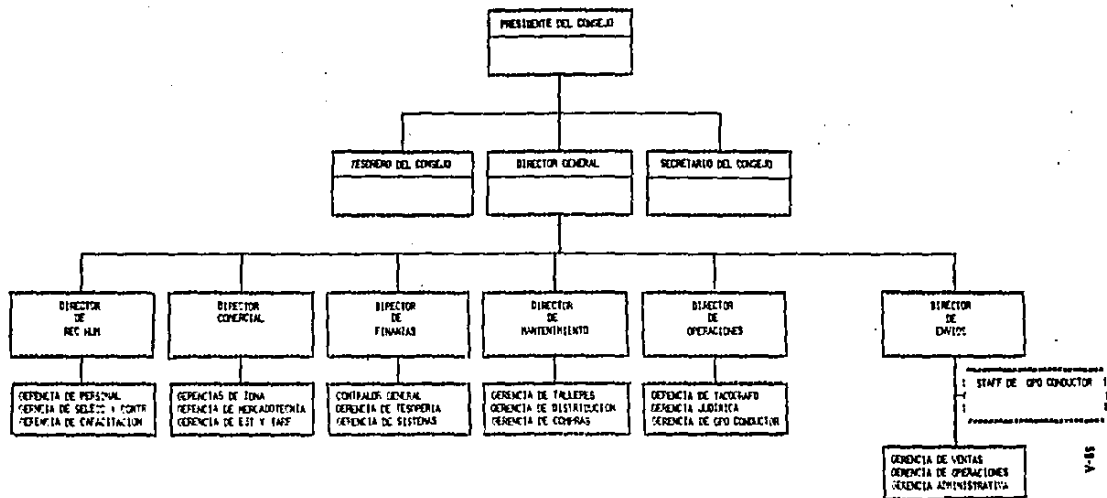 PRESIDENTE DEL CONSEJO
TESORERO DEL CONSEJO
DIRECTOR GENERAL
SECRETARIO DEL CONSEJO
DIRECTOR
DE
REC HUM
DIRECTOR
COMERCIAL
DIRECTOR
DE
FINANZAS
DIRECTOR
DE
MANTENIMIENTO
DIRECTOR
DE
OPERACIONES
DIRECTOR
DE
ENVIOS
GERENCIA DE PERSONAL
GERENCIA DE SELECC Y CONTR
GERENCIA DE CAPACITACION
GERENCIAS DE ZONA
GERENCIA DE MERCADOTECNIA
GERENCIA DE EST Y TARF
CONTRALOR GENERAL
GERENCIA DE TESORERIA
GERENCIA DE SISTEMAS
GERENCIA DE TALLERES
GERENCIA DE DISTRIBUCION
GERENCIA DE COMPRAS
GERENCIA DE TACOGRAFO
GERENCIA JURIDICA
GERENCIA DE GPO CONDUCTOR
STAFF DE GPO CONDUCTOR
GERENCIA DE VENTAS
GERENCIA DE OPERACIONES
GERENCIA ADMINISTRATIVA